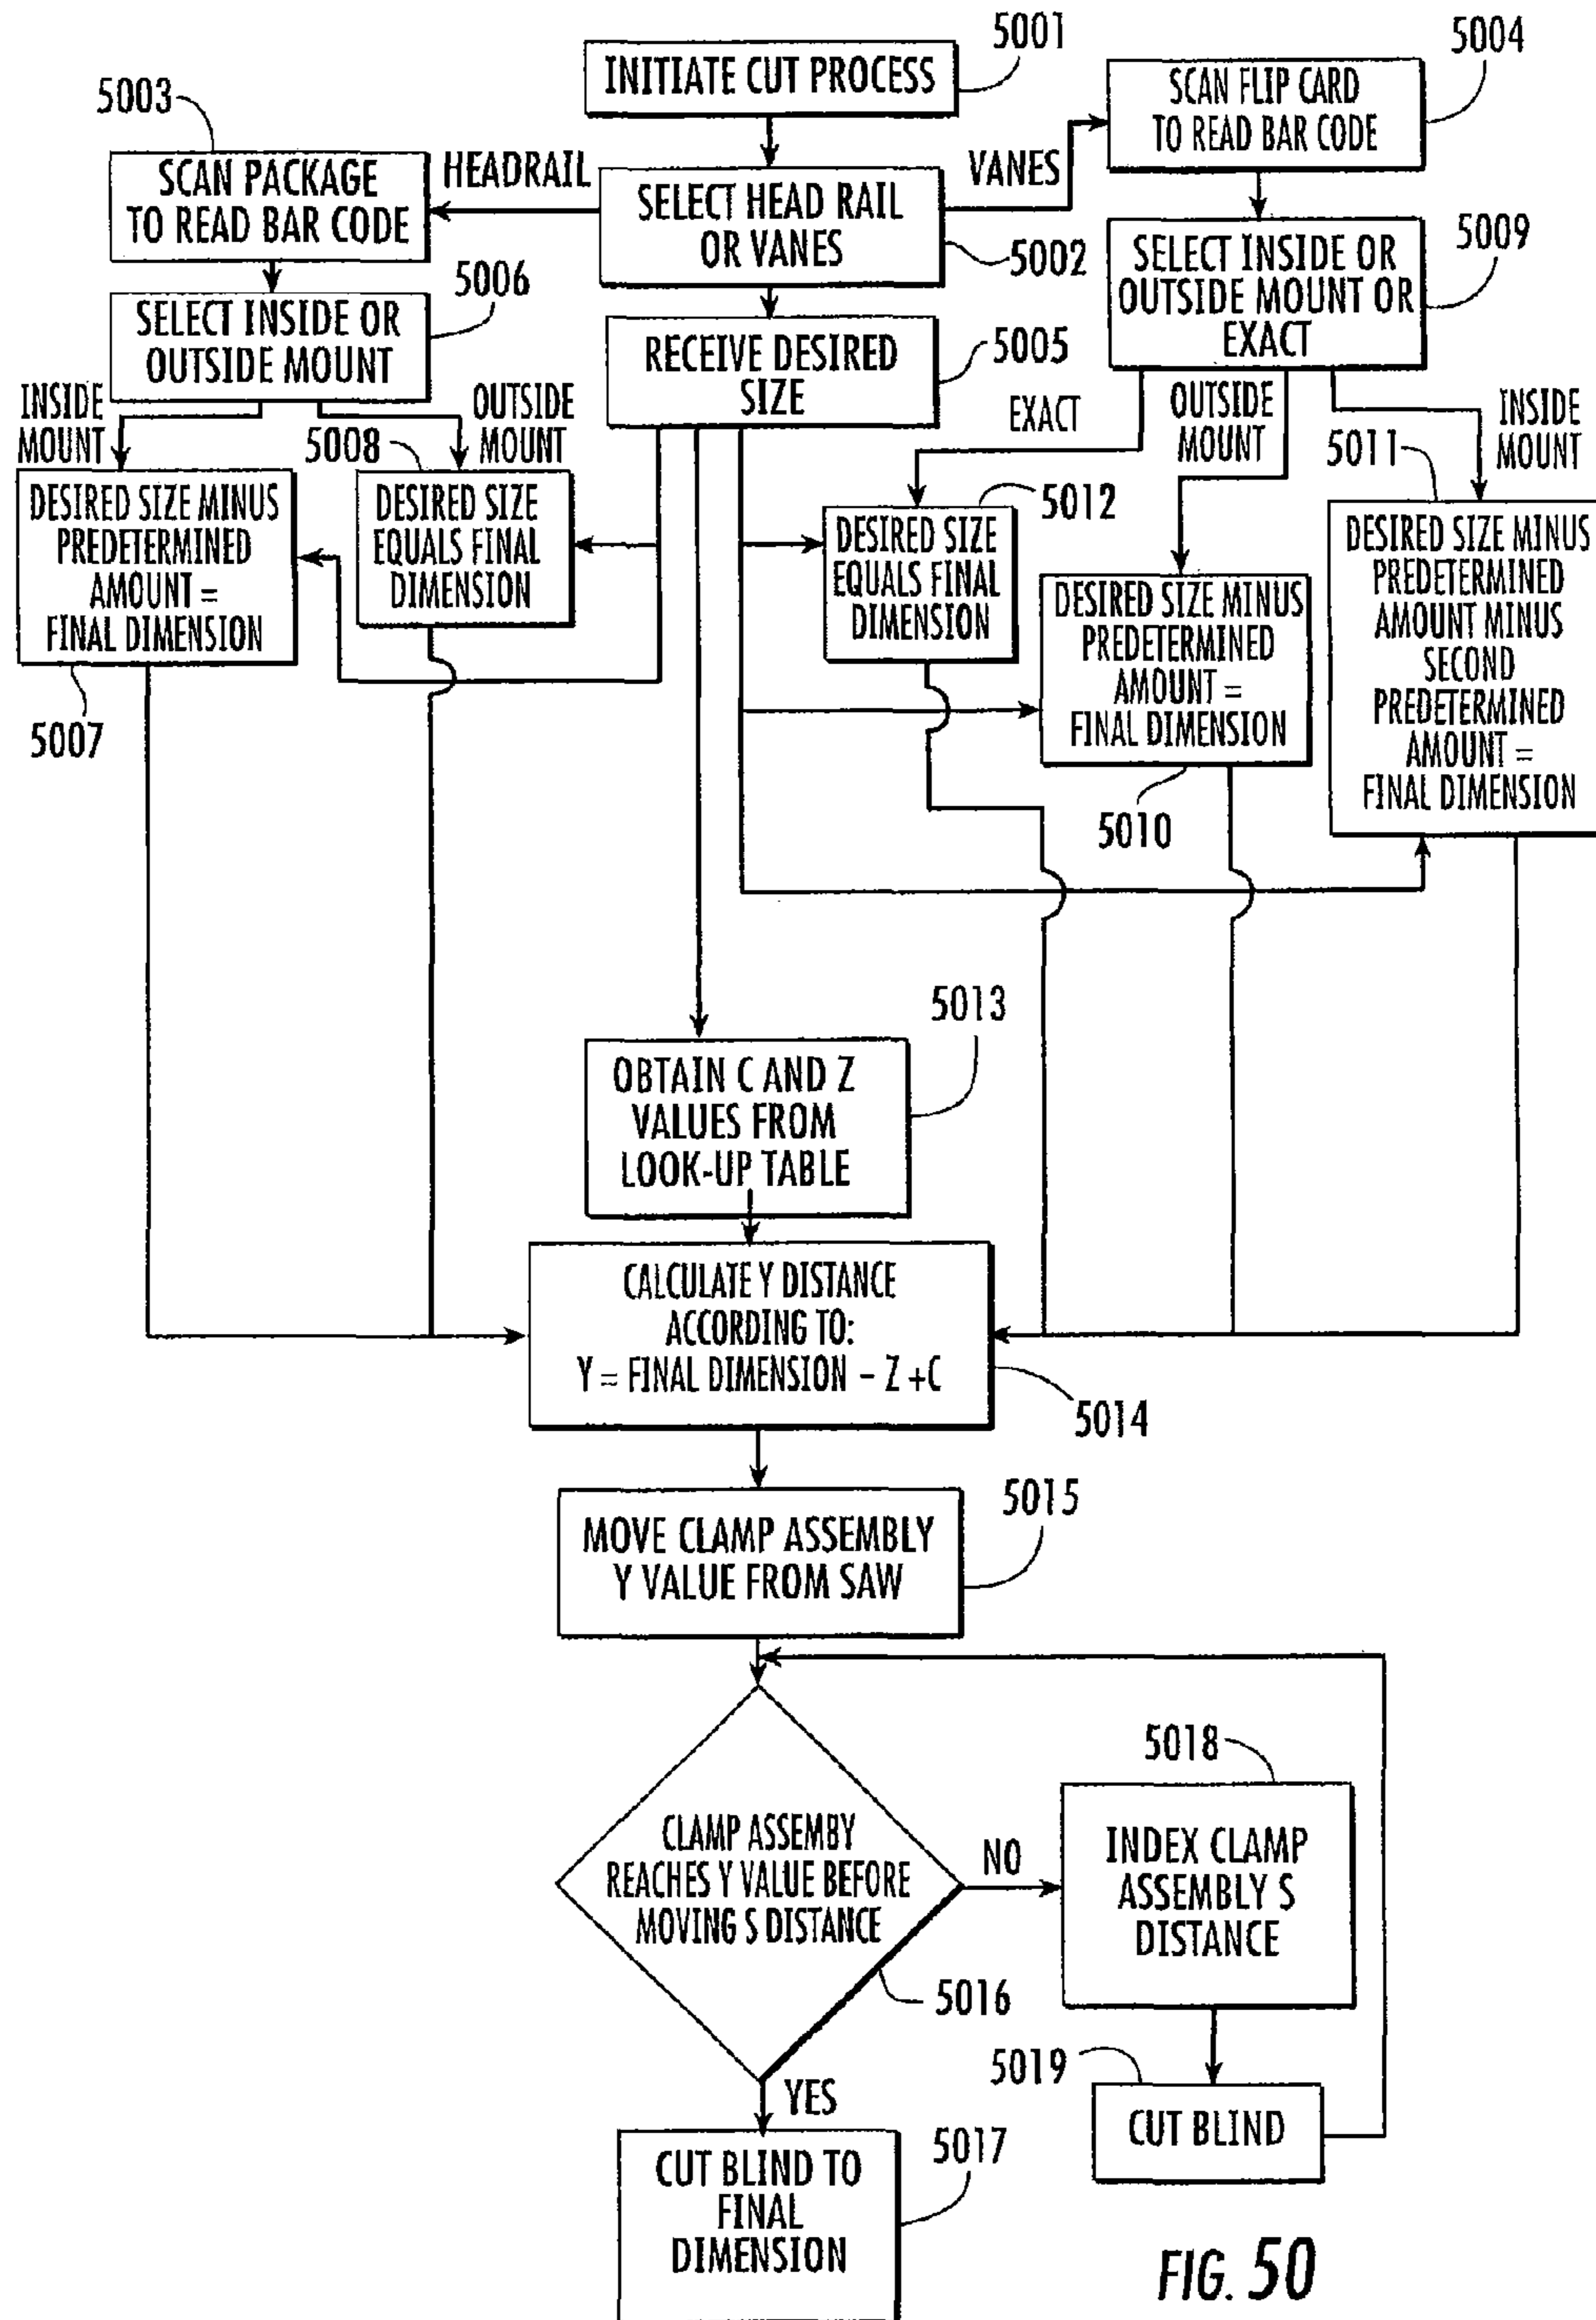 5001
INITIATE CUT PROCESS
5004
SCAN FLIP CARD
TO READ BAR CODE
5003
SCAN PACKAGE
TO READ BAR CODE
HEADRAIL
SELECT HEAD RAIL
OR VANES
VANES
5002
5009
SELECT INSIDE OR
OUTSIDE MOUNT OR
EXACT
5006
SELECT INSIDE OR
OUTSIDE MOUNT
5005
RECEIVE DESIRED
SIZE
INSIDE
MOUNT
OUTSIDE
MOUNT
EXACT
OUTSIDE
MOUNT
INSIDE
MOUNT
5008
5012
5011
DESIRED SIZE MINUS
PREDETERMINED
AMOUNT =
FINAL DIMENSION
5007
DESIRED SIZE
EQUALS FINAL
DIMENSION
DESIRED SIZE
EQUALS FINAL
DIMENSION
DESIRED SIZE MINUS
PREDETERMINED
AMOUNT =
FINAL DIMENSION
5010
DESIRED SIZE MINUS
PREDETERMINED
AMOUNT MINUS
SECOND
PREDETERMINED
AMOUNT =
FINAL DIMENSION
5013
OBTAIN C AND Z
VALUES FROM
LOOK-UP TABLE
CALCULATE Y DISTANCE
ACCORDING TO:
Y = FINAL DIMENSION - Z +C
5014
5015
MOVE CLAMP ASSEMBLY
Y VALUE FROM SAW
CLAMP ASSEMBY
REACHES Y VALUE BEFORE
MOVING S DISTANCE
5016
NO
5018
INDEX CLAMP
ASSEMBLY S
DISTANCE
5019
CUT BLIND
YES
5017
CUT BLIND TO
FINAL
DIMENSION
FIG. 50